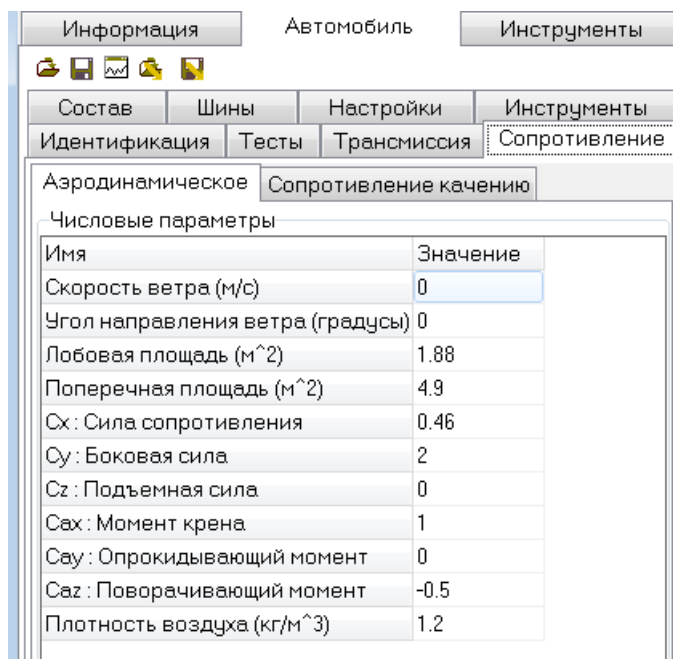 Информация Автомобиль Инструменты
Состав Шины Настройки Инструменты
Идентификация Тесты Трансмиссия Сопротивление
Аэродинамическое Сопротивление качению
Числовые параметры
Имя Значение
Скорость ветра (м/с) 0
Угол направления ветра (градусы) 0
Лобовая площадь (м^2) 1.88
Поперечная площадь (м^2) 4.9
Cx : Сила сопротивления 0.46
Cy : Боковая сила 2
Cz : Подъемная сила 0
Cax : Момент крена 1
Cay : Опрокидывающий момент 0
Caz : Поворачивающий момент -0.5
Плотность воздуха (кг/м^3) 1.2